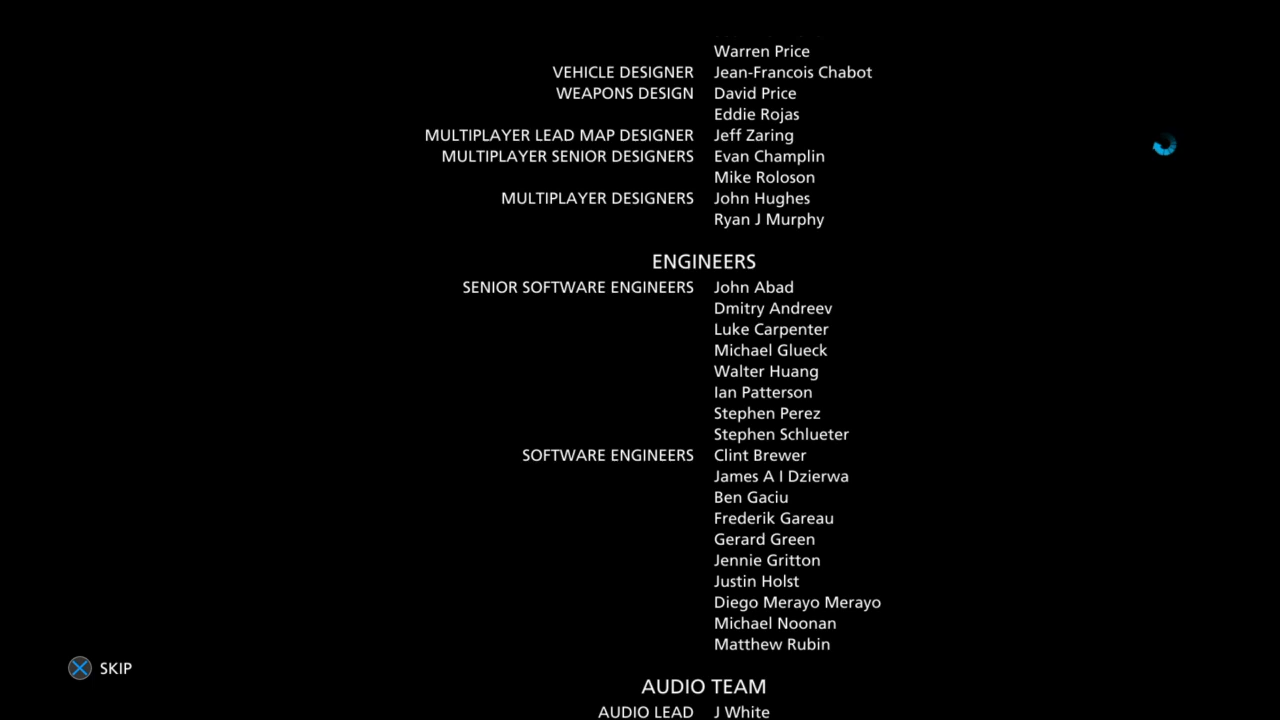 Warren Price
VEHICLE DESIGNER Jean-Francois Chabot
WEAPONS DESIGN David Price
Eddie Rojas
MULTIPLAYER LEAD MAP DESIGNER Jeff Zaring
MULTIPLAYER SENIOR DESIGNERS Evan Champlin
Mike Roloson
MULTIPLAYER DESIGNERS John Hughes
Ryan J Murphy
ENGINEERS
SENIOR SOFTWARE ENGINEERS John Abad
Dmitry Andreev
Luke Carpenter
Michael Glueck
Walter Huang
Ian Patterson
Stephen Perez
Stephen Schlueter
SOFTWARE ENGINEERS Clint Brewer
James A I Dzierwa
Ben Gaciu
Frederik Gareau
Gerard Green
Jennie Gritton
Justin Holst
Diego Merayo Merayo
Michael Noonan
Matthew Rubin
SKIP
AUDIO TEAM
AUDIO LEAD J White